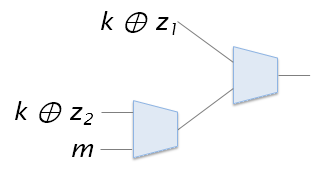 k ⊕ z₁
k ⊕ z₂
m